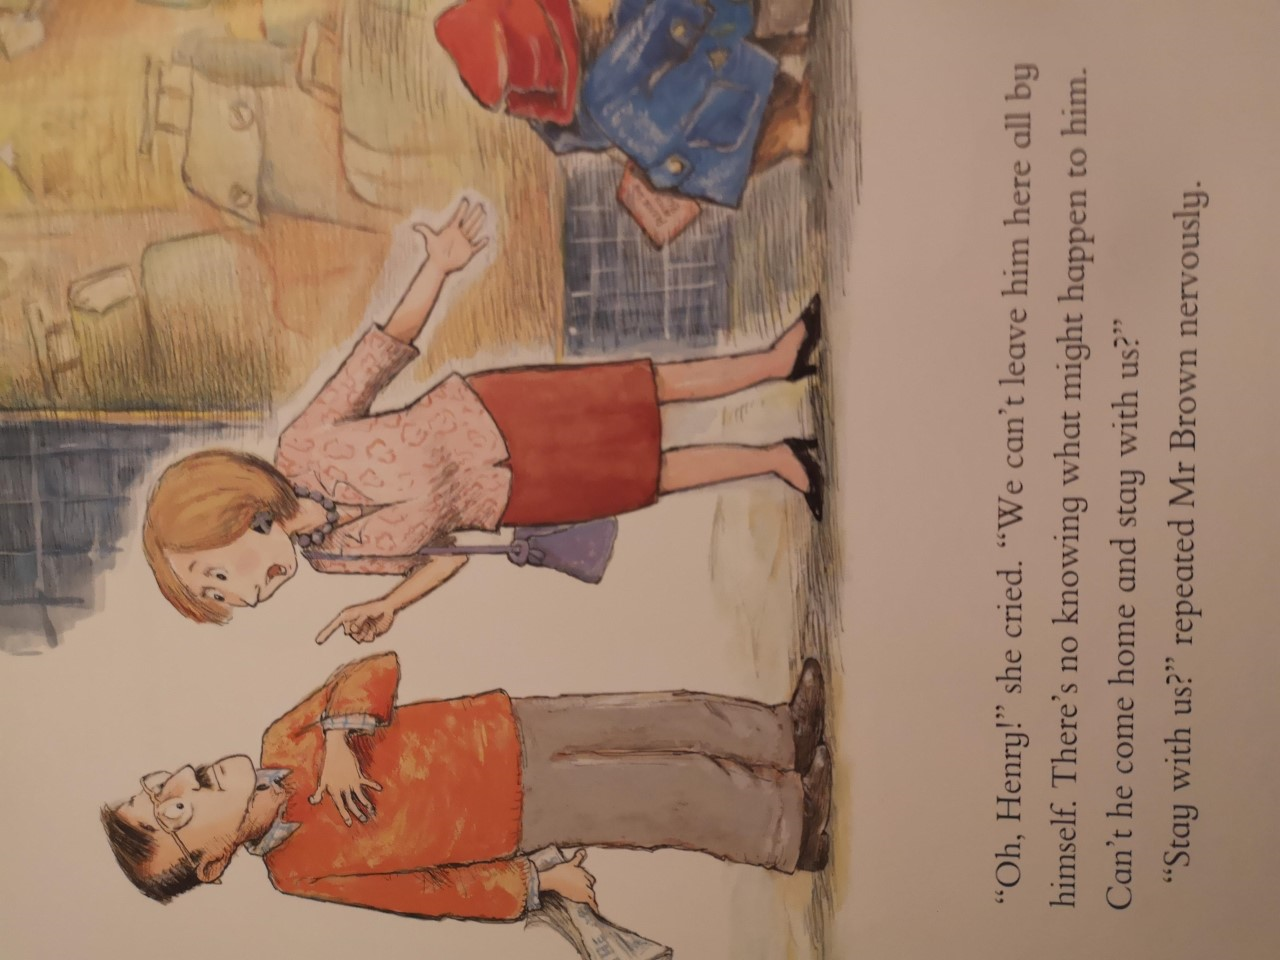 “Oh, Henry!” she cried. “We can’t leave him here all by
himself. There’s no knowing what might happen to him.
Can’t he come home and stay with us?”
“Stay with us?” repeated Mr Brown nervously.